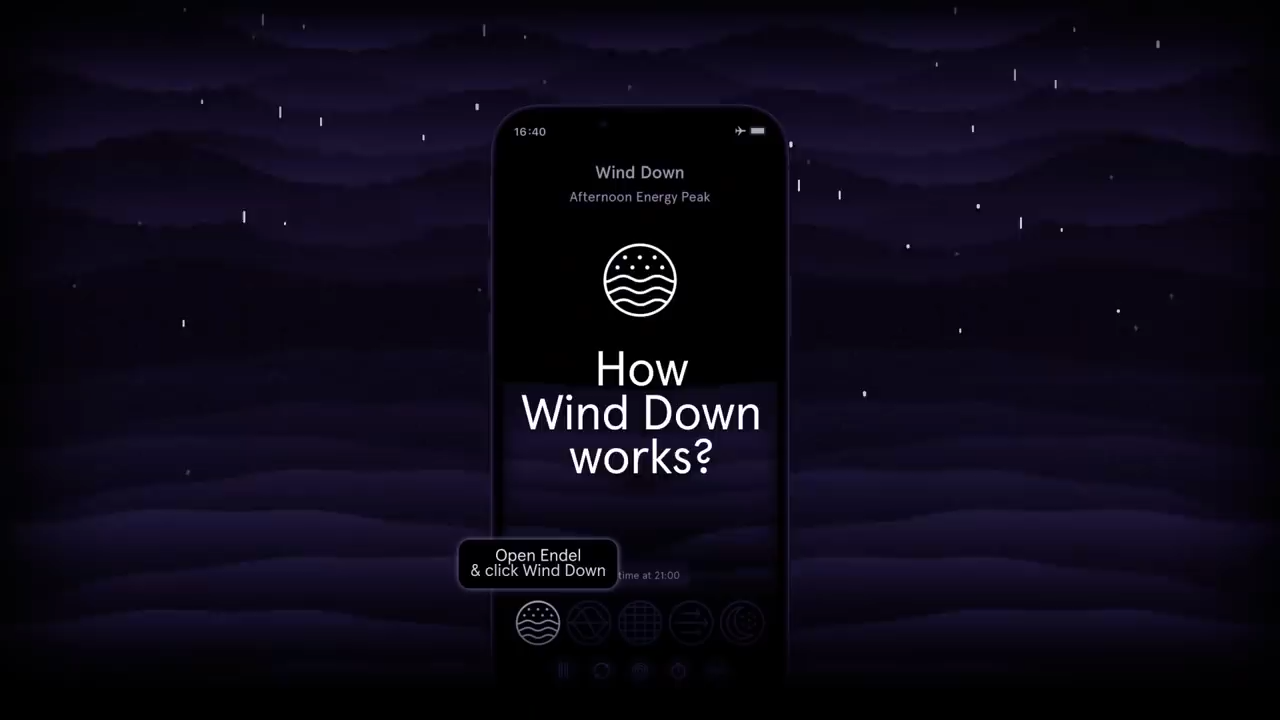 16:40
Wind Down
Afternoon Energy Peak
How
Wind Down
works?
Open Endel
& click Wind Down
time at 21:00